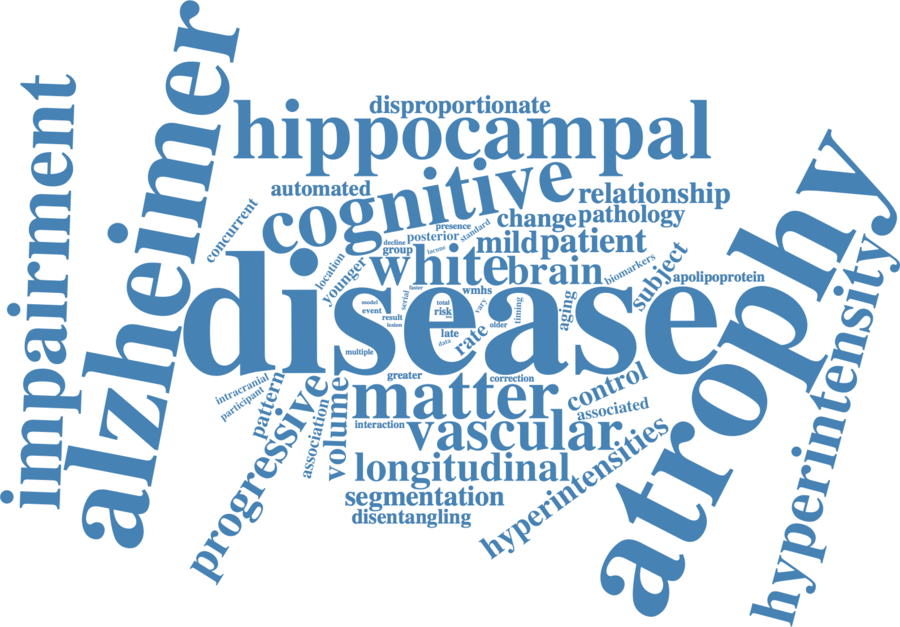 disproportionate
hippocampal
impairment
alzheimer
cognitive
automated
relationship
change
pathology
concurrent
presence
standard
posterior
decline
group
lacune
mild
patient
atrophy
hyperintensity
location
younger
white
brain
biomarkers
subject
apolipoprotein
disease
faster
wmhs
serial
model
event
total
risk
vary
timing
aging
result
lesion
late
data
rate
older
multiple
greater
correction
intracranial
participant
pattern
progressive
association
volume
matter
control
associated
interaction
vascular
longitudinal
hyperintensities
segmentation
disentangling